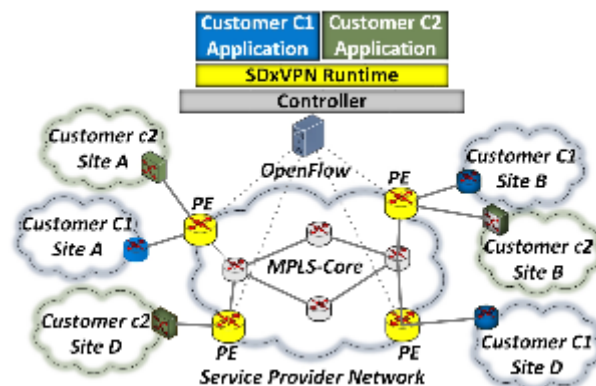 Customer C1
Application
Customer C2
Application
SDxVPN Runtime
Controller
Customer c2
Site A
OpenFlow
PE
Customer C1
Site B
PE
Customer C1
Site A
MPLS-Core
Customer c2
Site B
Customer c2
Site D
PE
PE
Customer C1
Site D
Service Provider Network